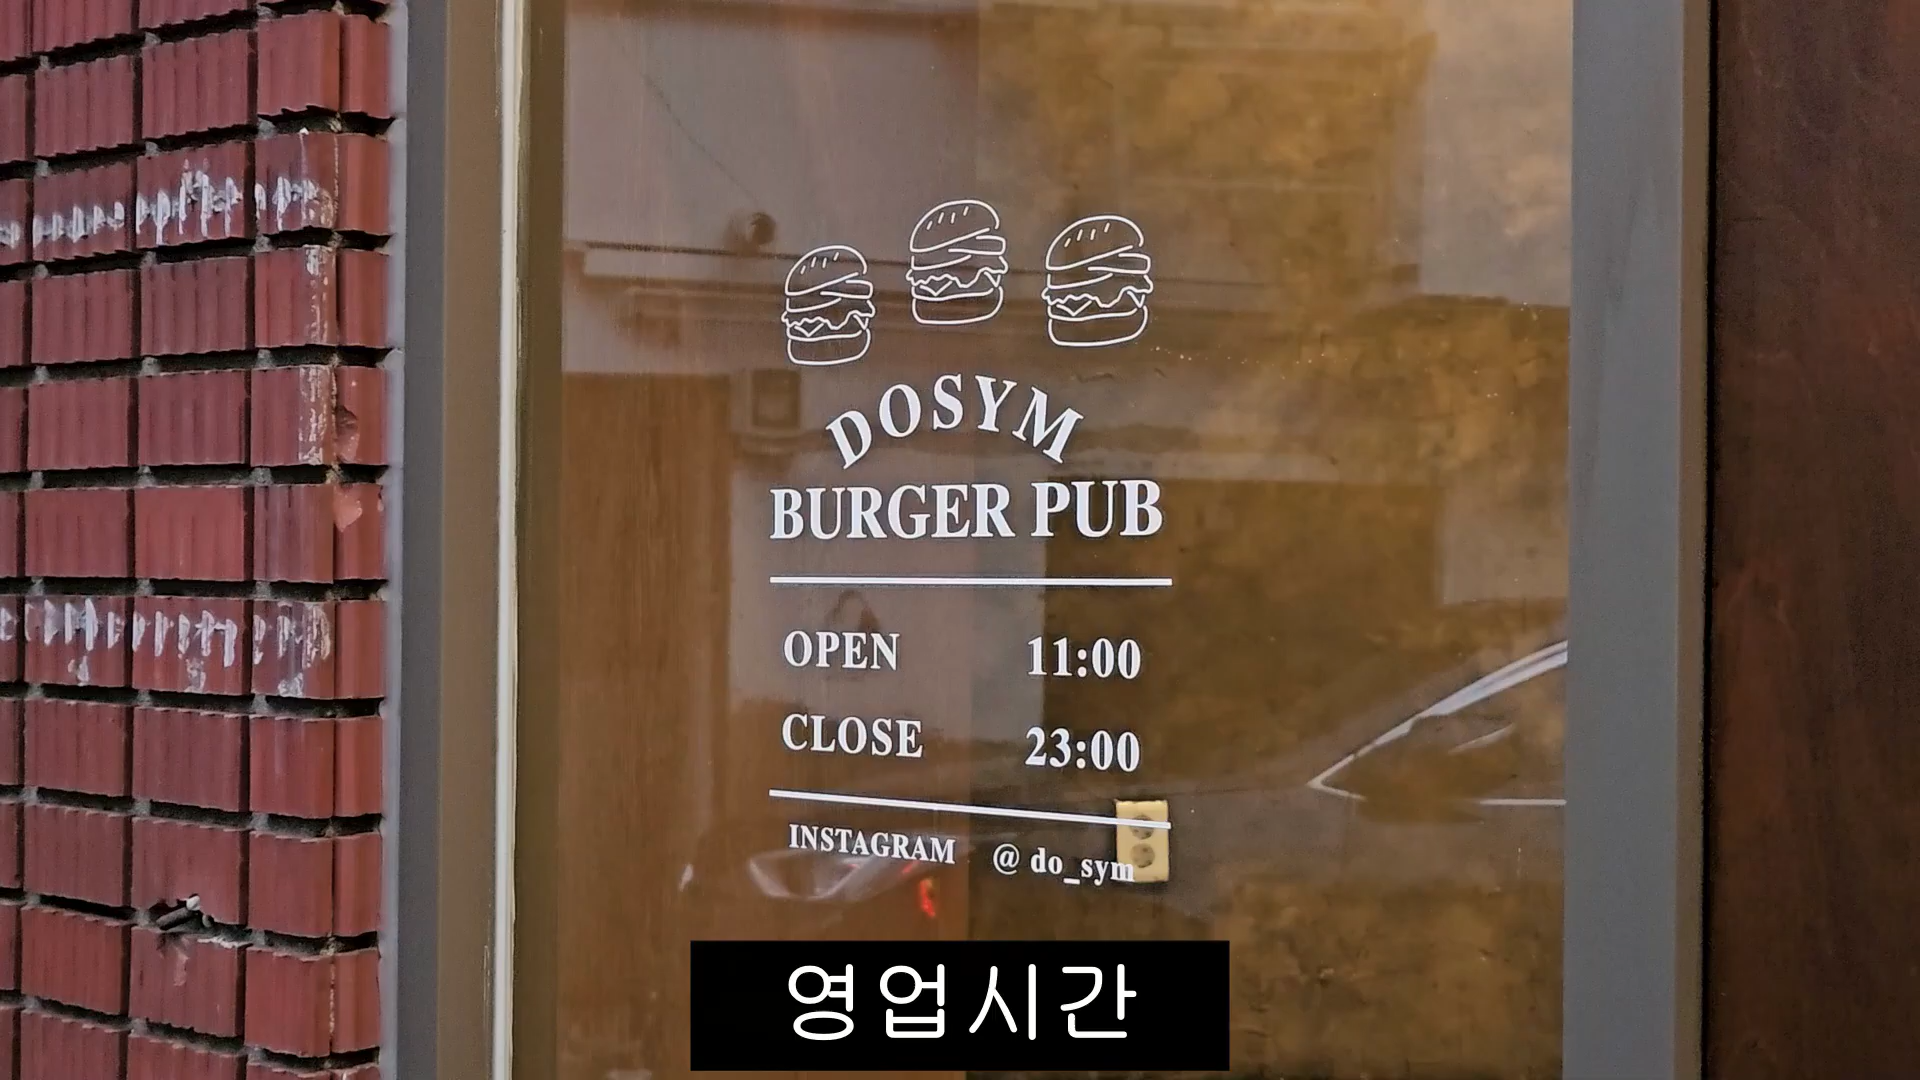 DOSYM
BURGER PUB
OPEN 11:00
CLOSE 23:00
INSTAGRAM @ do_sym
영업시간